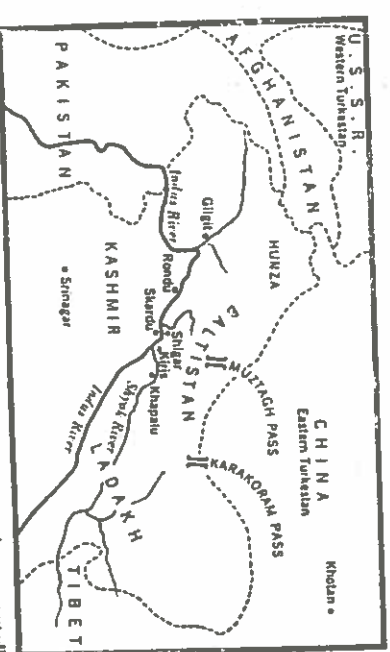 U.S.S.R.
Western Turkestan
AFGHANISTAN
PAKISTAN
HUNZA
Gilgit
Indus River
Rondu
BALTISTAN
MUZTAGH PASS
CHINA
Eastern Turkestan
Khotan
KARAKORAM PASS
KASHMIR
Skardu
Shigar
Kiris
Khapalu
Srinagar
Shyok River
Indus River
LADAKH
TIBET